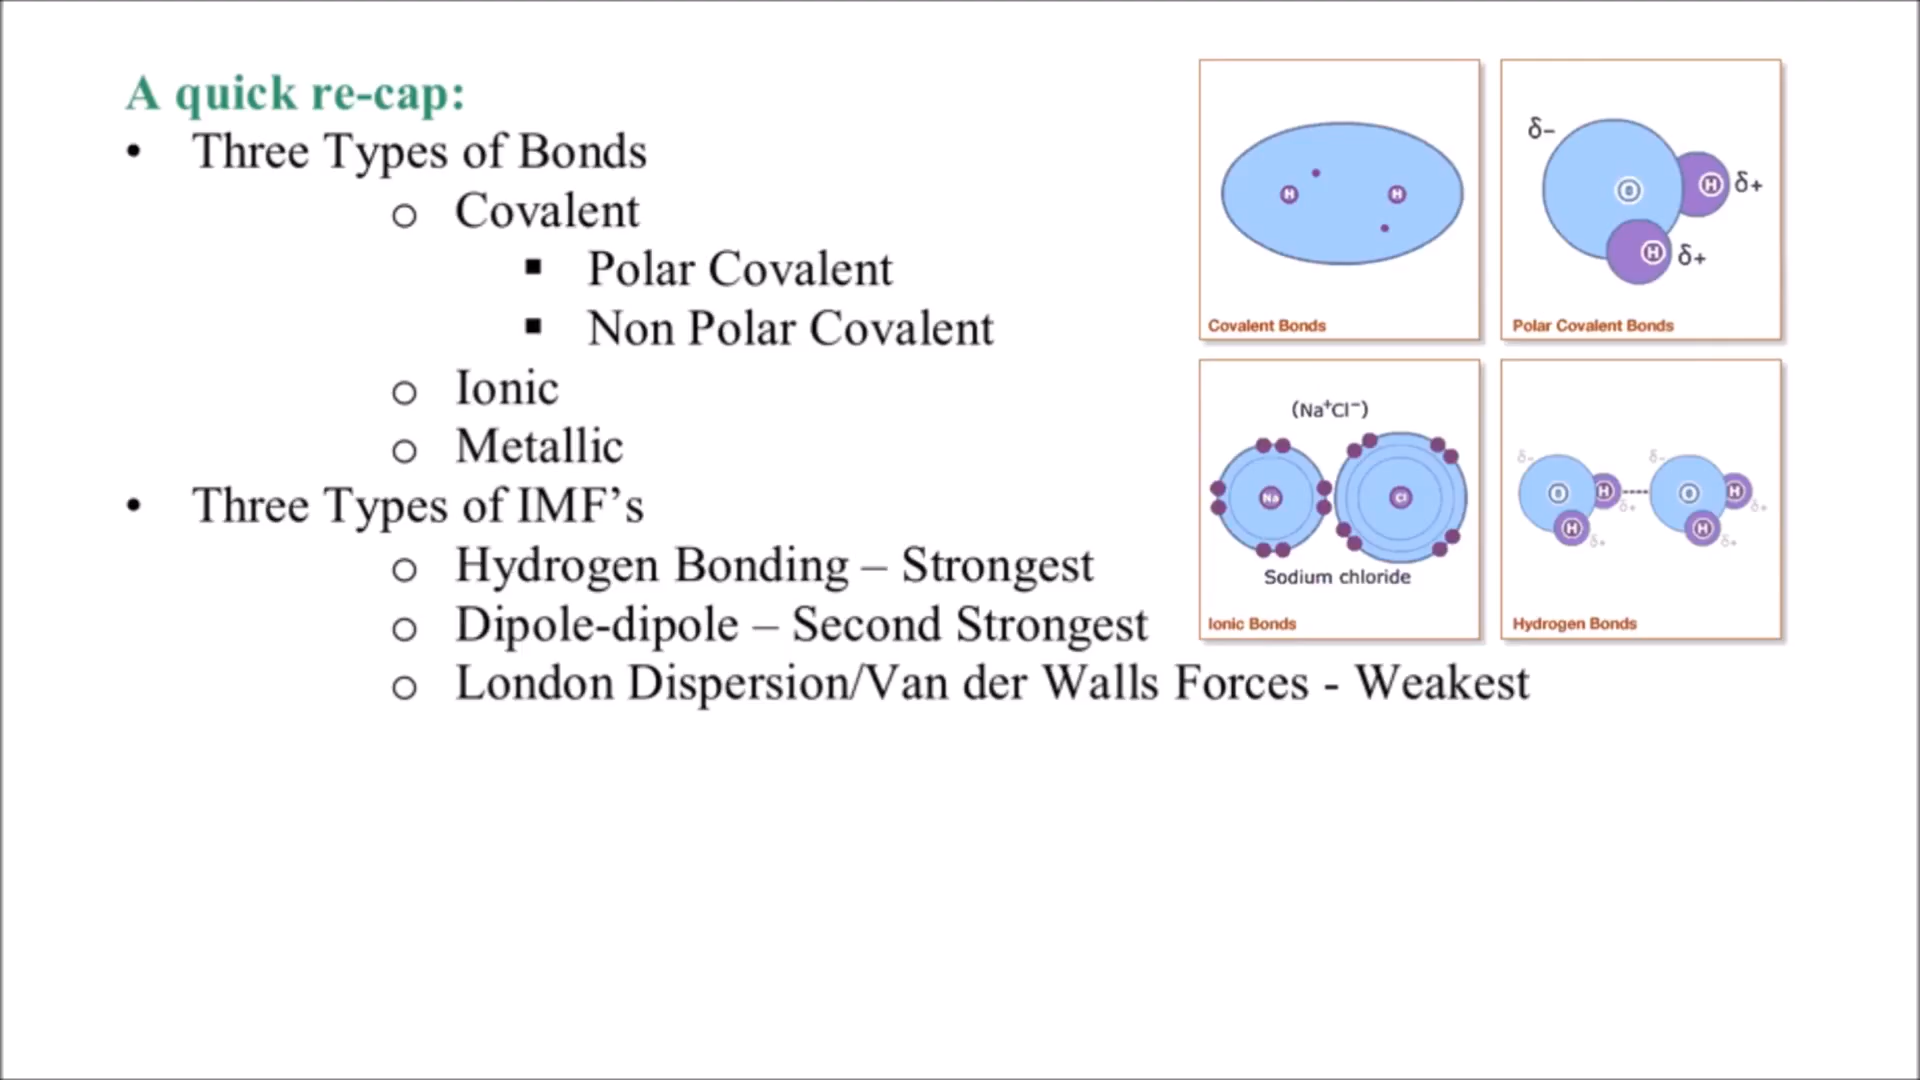 A quick re-cap:
• Three Types of Bonds
o Covalent
▪ Polar Covalent
▪ Non Polar Covalent
o Ionic
o Metallic
• Three Types of IMF’s
o Hydrogen Bonding – Strongest
o Dipole-dipole – Second Strongest
o London Dispersion/Van der Walls Forces - Weakest
H H
Covalent Bonds
δ–
O H δ+
H δ+
Polar Covalent Bonds
(Na⁺Cl⁻)
Na Cl
Sodium chloride
Ionic Bonds
δ– δ–
O H O H
δ+ δ+
H H
δ+ δ+
Hydrogen Bonds